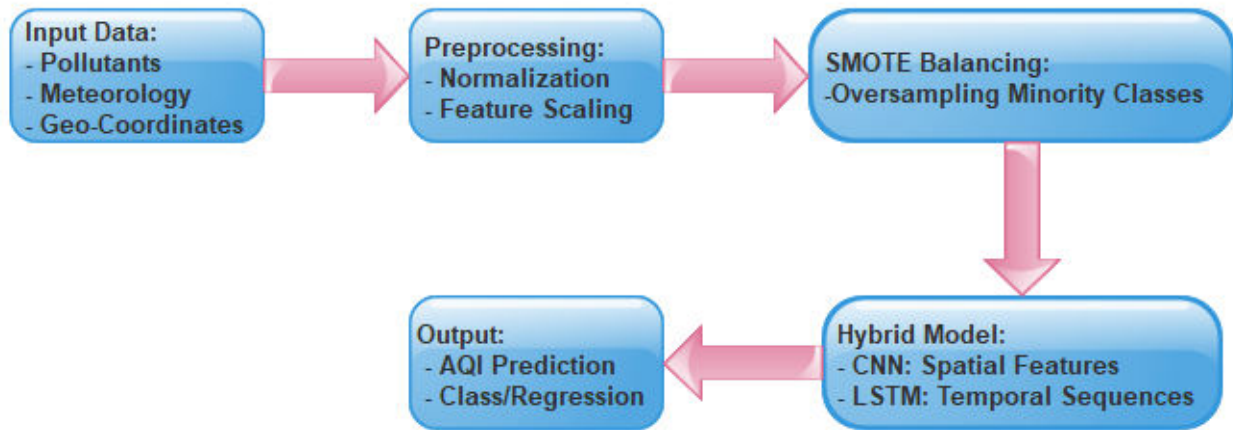 Input Data:
- Pollutants
- Meteorology
- Geo-Coordinates
Preprocessing:
- Normalization
- Feature Scaling
SMOTE Balancing:
-Oversampling Minority Classes
Hybrid Model:
- CNN: Spatial Features
- LSTM: Temporal Sequences
Output:
- AQI Prediction
- Class/Regression